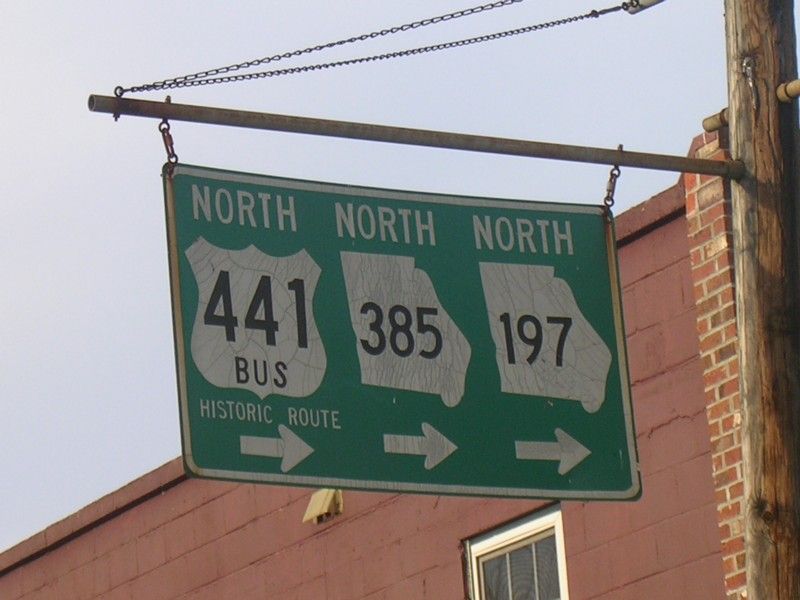 NORTH NORTH NORTH
441 385 197
BUS
HISTORIC ROUTE